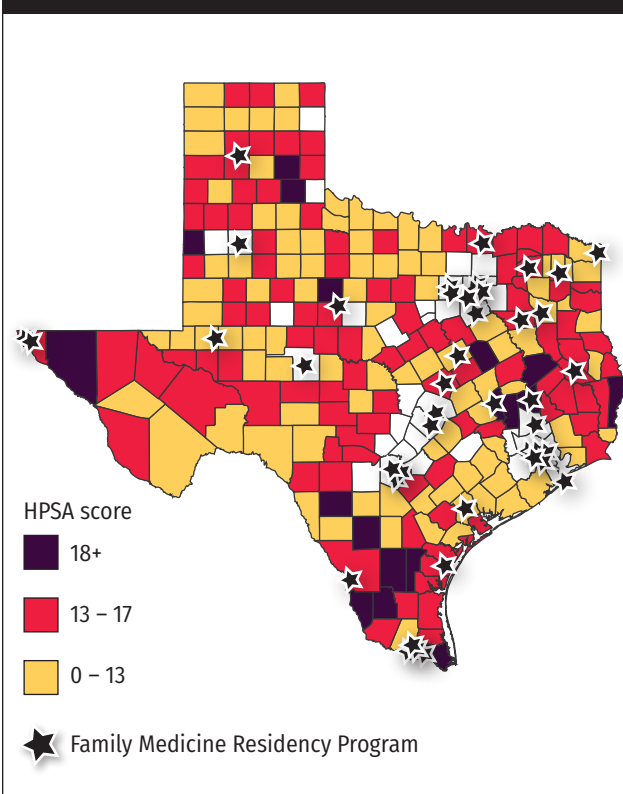 HPSA score
18+
13 – 17
0 – 13
Family Medicine Residency Program